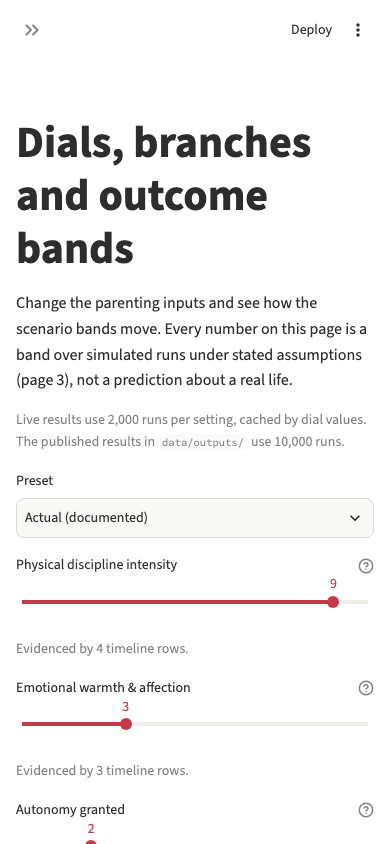 Deploy
Dials, branches
and outcome
bands
Change the parenting inputs and see how the
scenario bands move. Every number on this page is a
band over simulated runs under stated assumptions
(page 3), not a prediction about a real life.
Live results use 2,000 runs per setting, cached by dial values.
The published results in data/outputs/ use 10,000 runs.
Preset
Actual (documented)
Physical discipline intensity
9
Evidenced by 4 timeline rows.
Emotional warmth & affection
3
Evidenced by 3 timeline rows.
Autonomy granted
2